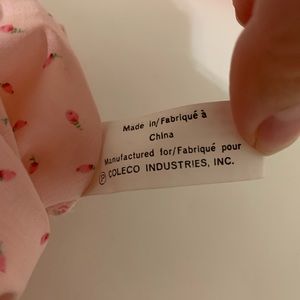 Made in/Fabriqué à
China
Manufactured for/Fabriqué pour
Ⓟ COLECO INDUSTRIES, INC.